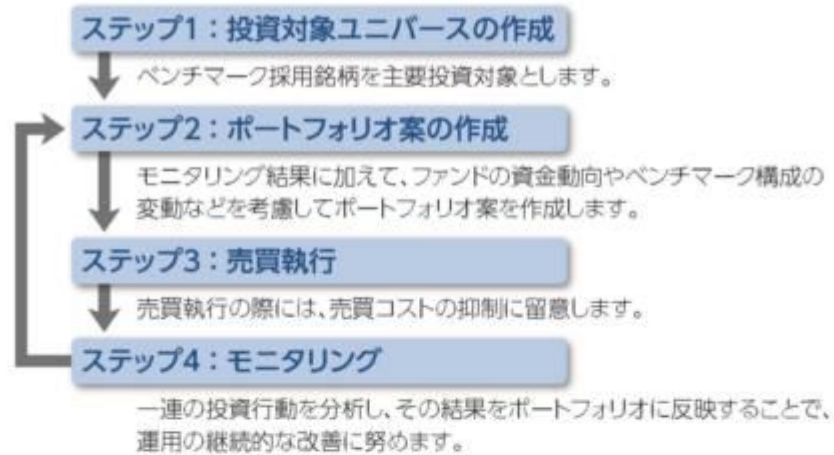 ステップ1：投資対象ユニバースの作成
ベンチマーク採用銘柄を主要投資対象とします。
ステップ2：ポートフォリオ案の作成
モニタリング結果に加えて、ファンドの資金動向やベンチマーク構成の
変動などを考慮してポートフォリオ案を作成します。
ステップ3：売買執行
売買執行の際には、売買コストの抑制に留意します。
ステップ4：モニタリング
一連の投資行動を分析し、その結果をポートフォリオに反映することで、
運用の継続的な改善に努めます。